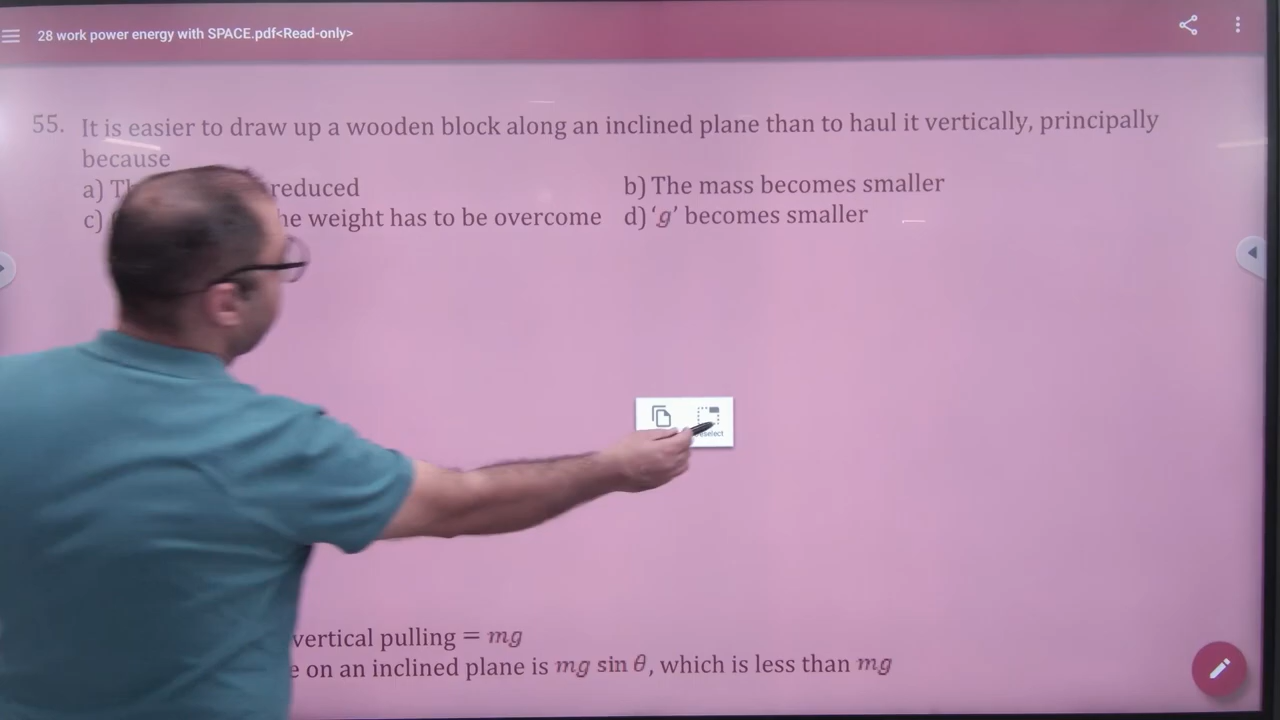 28 work power energy with SPACE.pdf<Read-only>
55. It is easier to draw up a wooden block along an inclined plane than to haul it vertically, principally
because
a) reduced
b) The mass becomes smaller
c) weight has to be overcome
d) ‘g’ becomes smaller
vertical pulling = mg
on an inclined plane is mg sin θ, which is less than mg